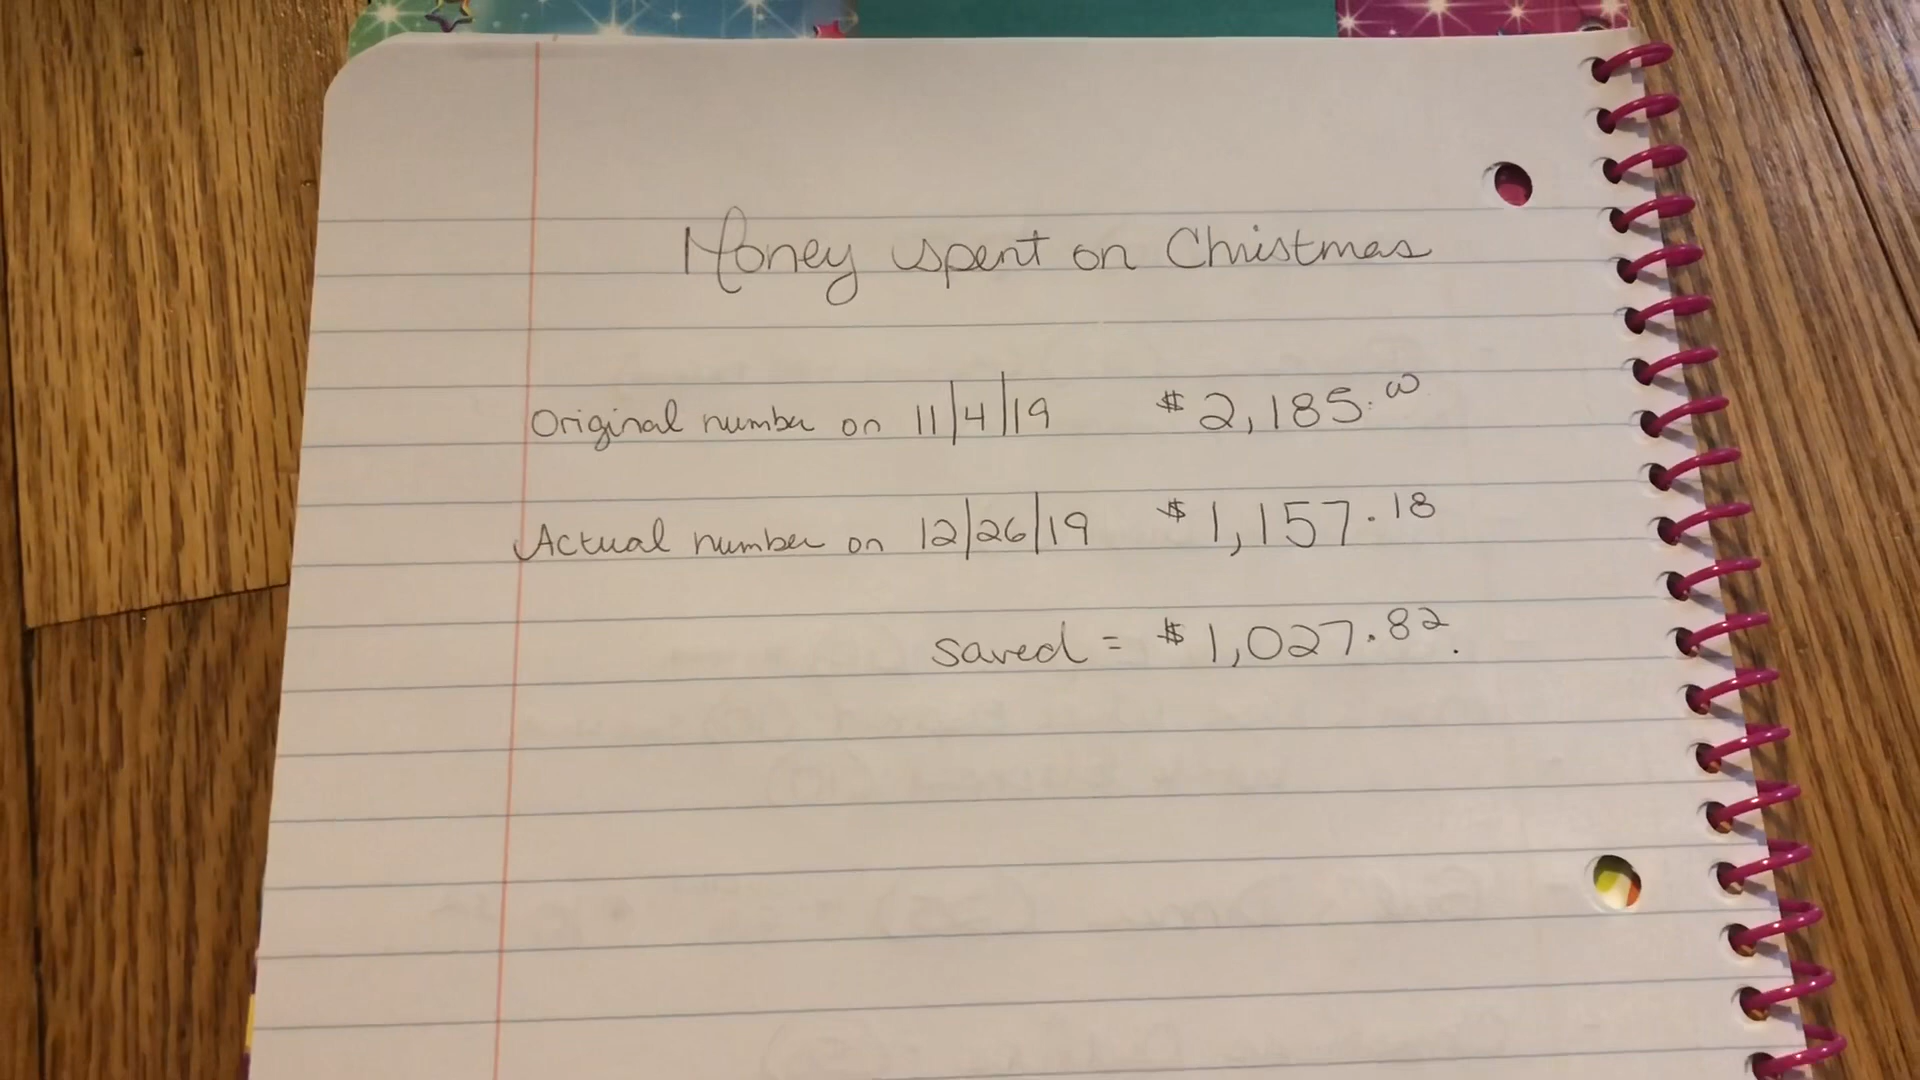 Money spent on Christmas
Original number on 11/4/19 $2,185.00
Actual number on 12/26/19 $1,157.18
saved = $1,027.82.